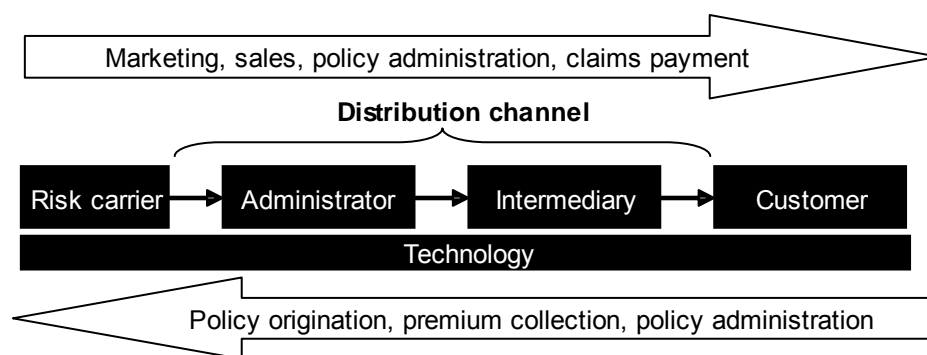 Marketing, sales, policy administration, claims payment
Distribution channel
Risk carrier
Administrator
Intermediary
Customer
Technology
Policy origination, premium collection, policy administration